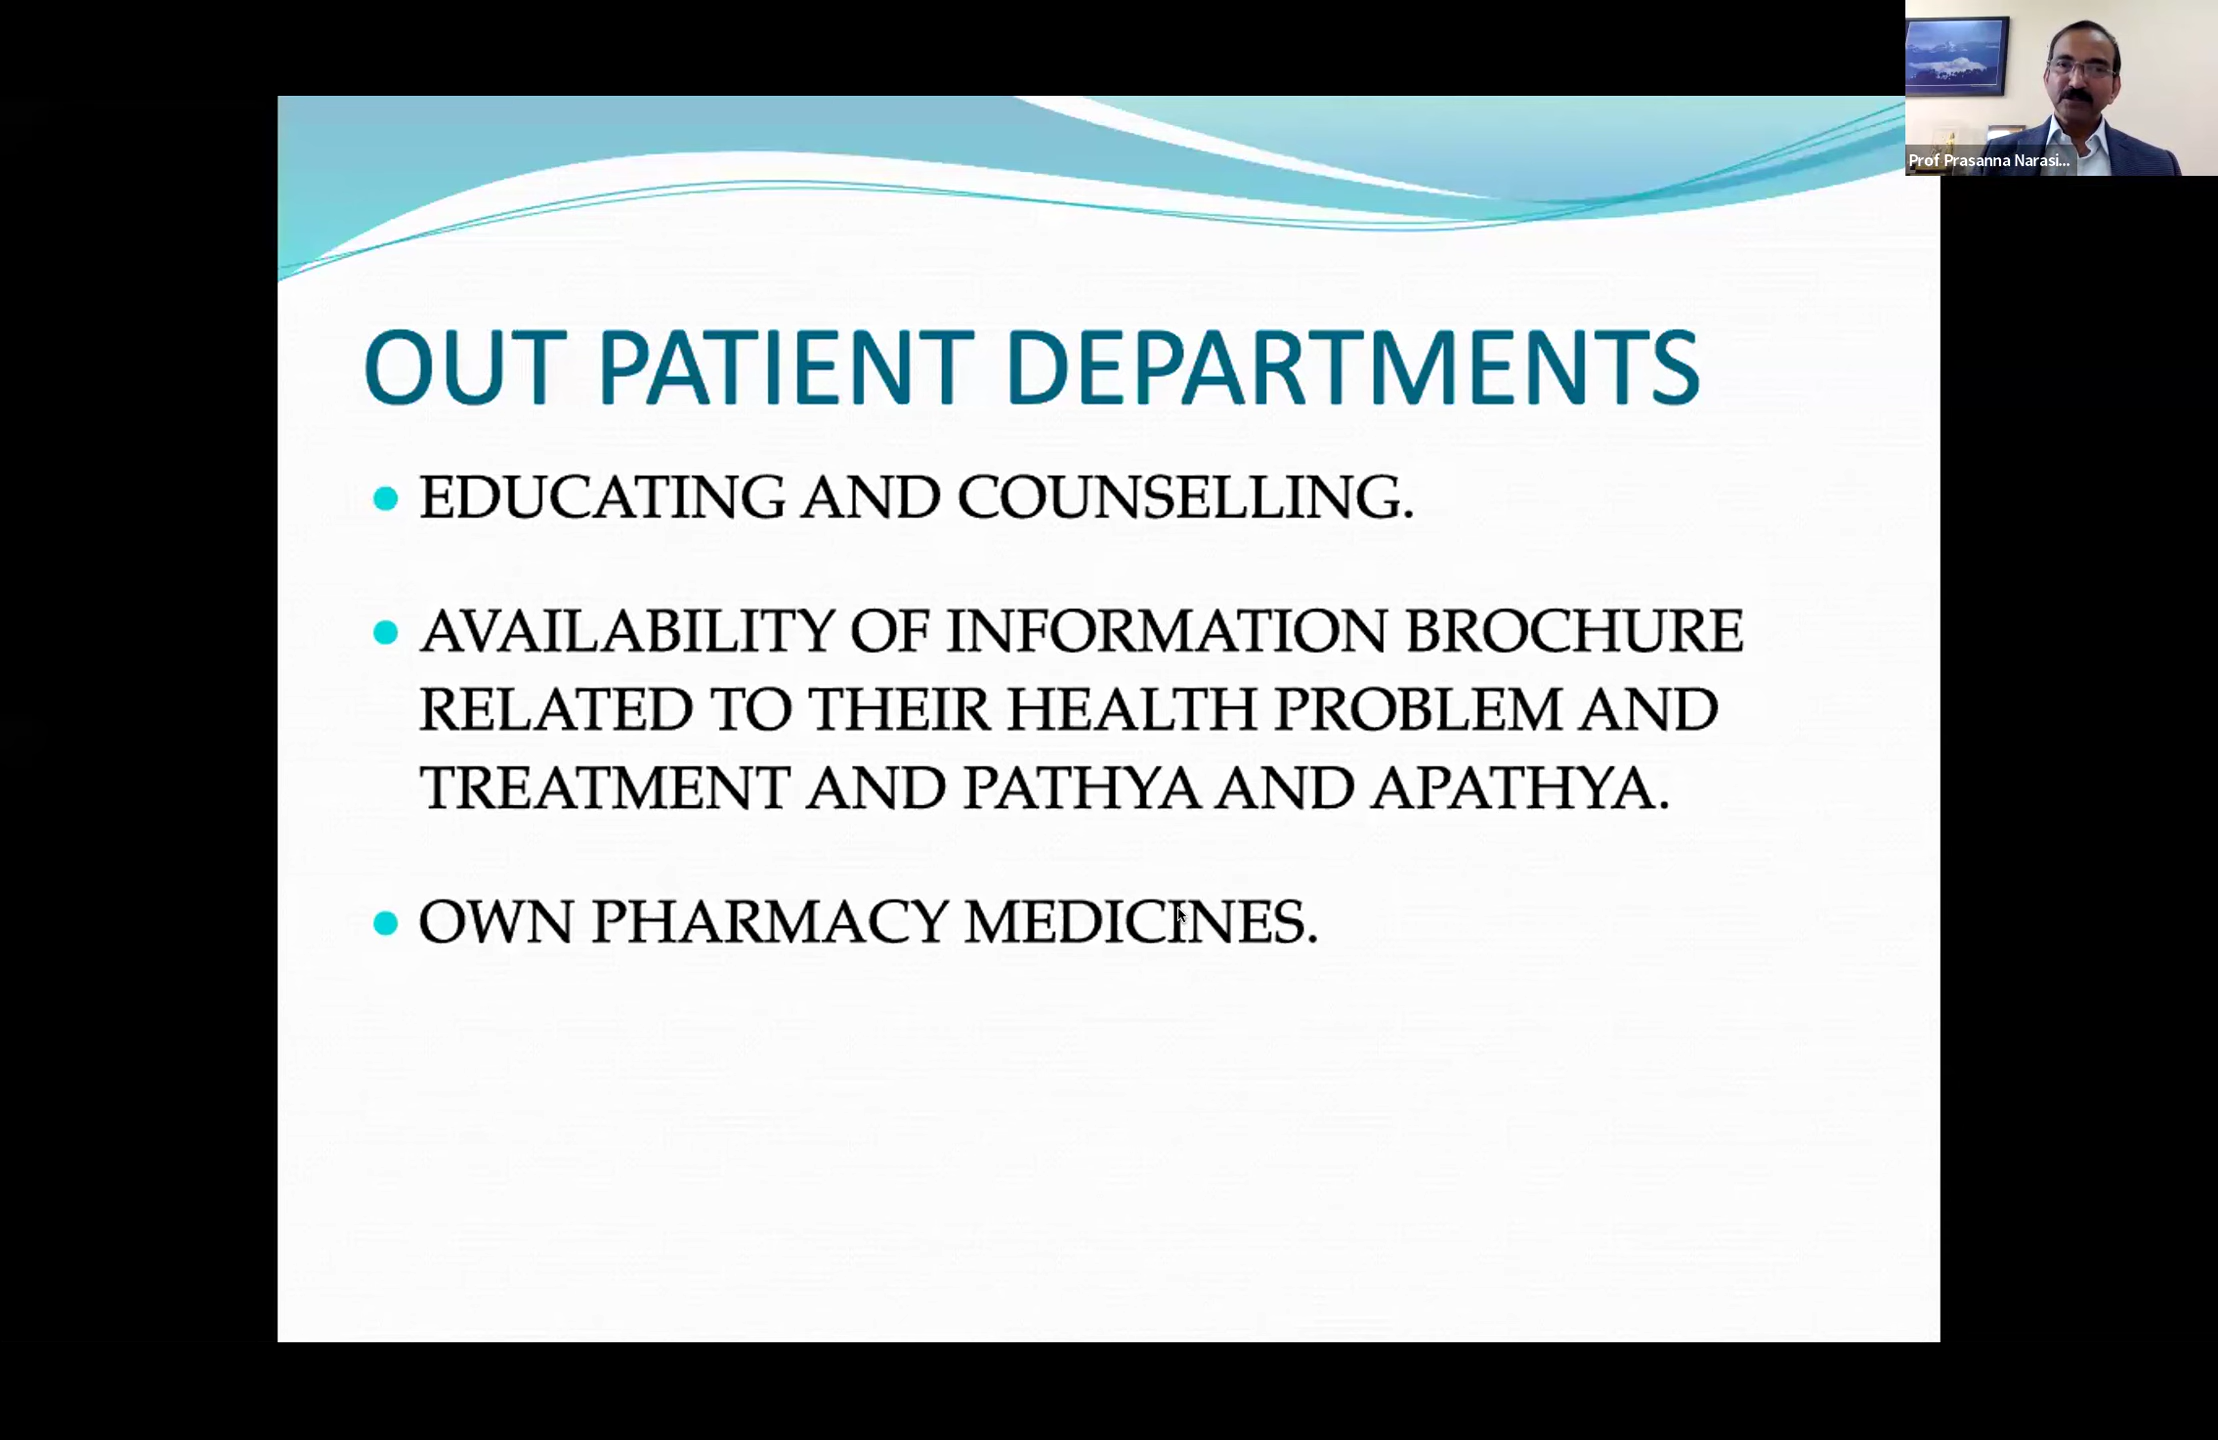 Prof Prasanna Narasi...
OUT PATIENT DEPARTMENTS
EDUCATING AND COUNSELLING.
AVAILABILITY OF INFORMATION BROCHURE
RELATED TO THEIR HEALTH PROBLEM AND
TREATMENT AND PATHYA AND APATHYA.
OWN PHARMACY MEDICINES.